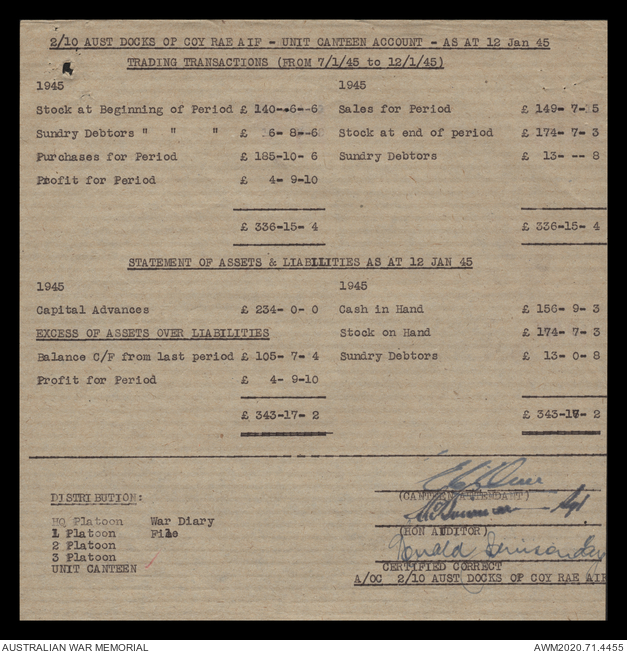 2/10 AUST DOCKS OP COY RAE AIF - UNIT CANTEEN ACCOUNT - AS AT 12 Jan 45
TRADING TRANSACTIONS (FROM 7/1/45 to 12/1/45)
1945 1945
Stock at Beginning of Period £ 140--6--6 Sales for Period £ 149- 7- 5
Sundry Debtors " " " £ 6- 8--6 Stock at end of period £ 174- 7- 3
Purchases for Period £ 185-10- 6 Sundry Debtors £ 13- -- 8
Profit for Period £ 4- 9-10
£ 336-15- 4 £ 336-15- 4
STATEMENT OF ASSETS & LIABILITIES AS AT 12 JAN 45
1945 1945
Capital Advances £ 234- 0- 0 Cash in Hand £ 156- 9- 3
EXCESS OF ASSETS OVER LIABILITIES Stock on Hand £ 174- 7- 3
Balance C/F from last period £ 105- 7- 4 Sundry Debtors £ 13- 0- 8
Profit for Period £ 4- 9-10
£ 343-17- 2 £ 343-17- 2
DISTRIBUTION: (CANTEEN ATTENDANT)
HQ Platoon War Diary
1 Platoon File (HON AUDITOR)
2 Platoon
3 Platoon Donald
UNIT CANTEEN CERTIFIED CORRECT
A/OC 2/10 AUST DOCKS OP COY RAE AIF
AUSTRALIAN WAR MEMORIAL AWM2020.71.4455